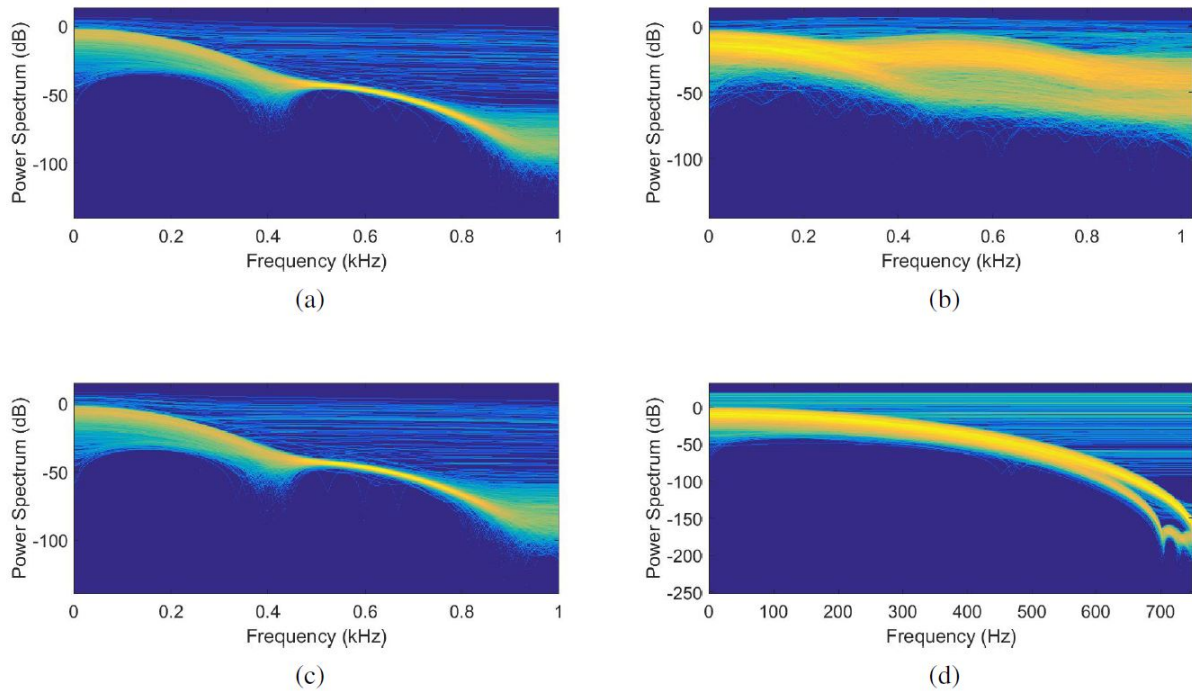 Power Spectrum (dB)
0
-50
-100
0 0.2 0.4 0.6 0.8 1
Frequency (kHz)
(a)
Power Spectrum (dB)
0
-50
-100
0 0.2 0.4 0.6 0.8 1
Frequency (kHz)
(b)
Power Spectrum (dB)
0
-50
-100
0 0.2 0.4 0.6 0.8 1
Frequency (kHz)
(c)
Power Spectrum (dB)
0
-50
-100
-150
-200
-250
0 100 200 300 400 500 600 700
Frequency (Hz)
(d)